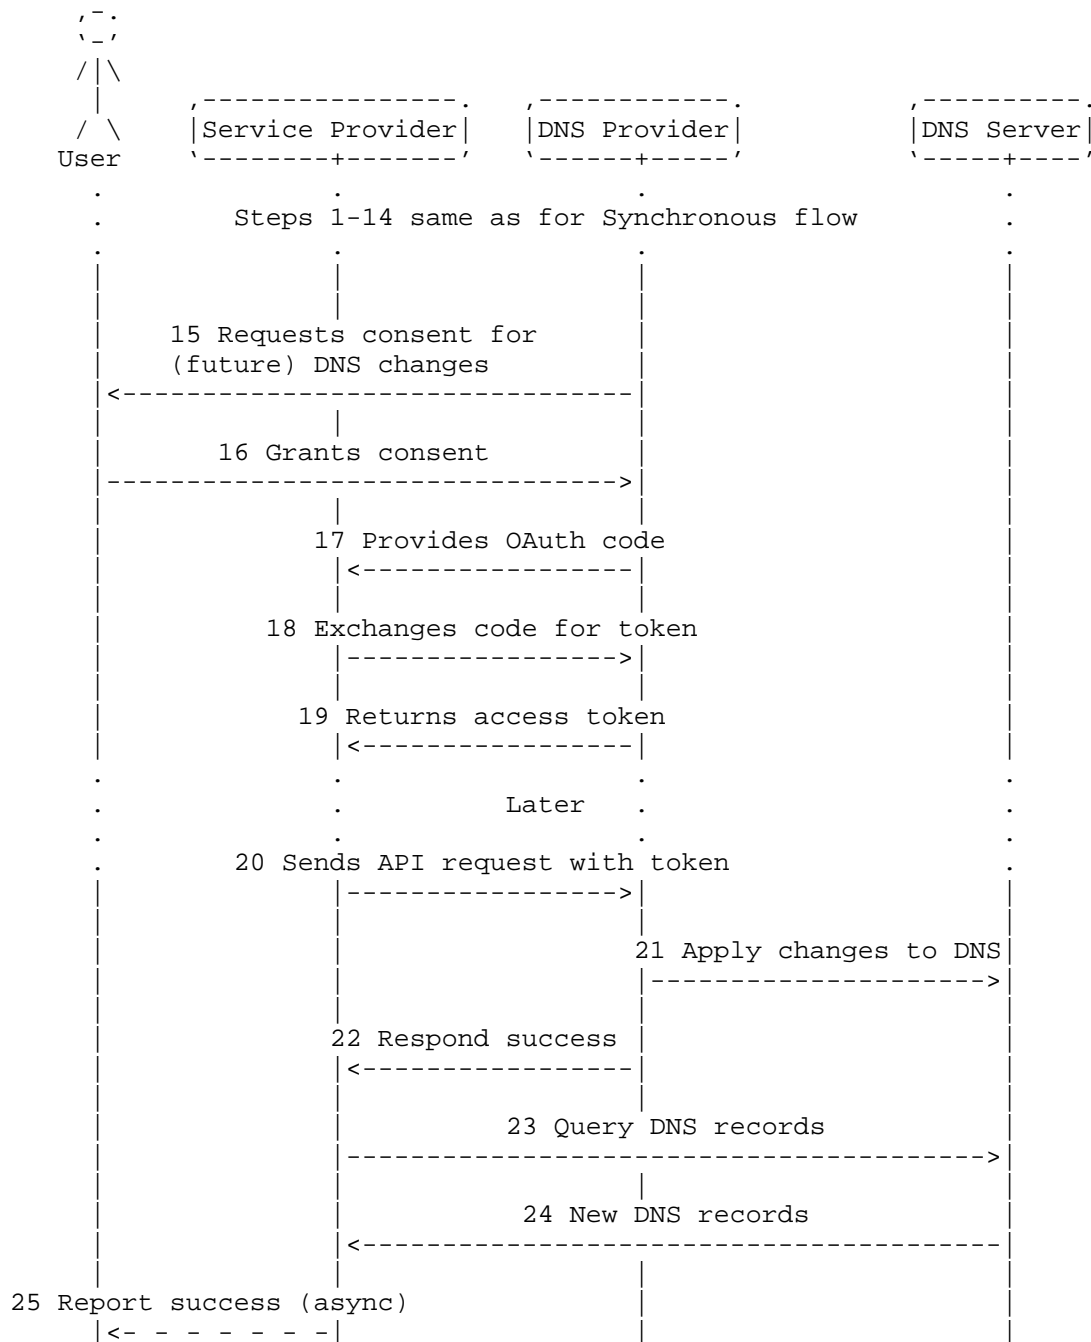 Service Provider DNS Provider DNS Server
User
Steps 1-14 same as for Synchronous flow
15 Requests consent for
(future) DNS changes
16 Grants consent
17 Provides OAuth code
18 Exchanges code for token
19 Returns access token
Later
20 Sends API request with token
21 Apply changes to DNS
22 Respond success
23 Query DNS records
24 New DNS records
25 Report success (async)